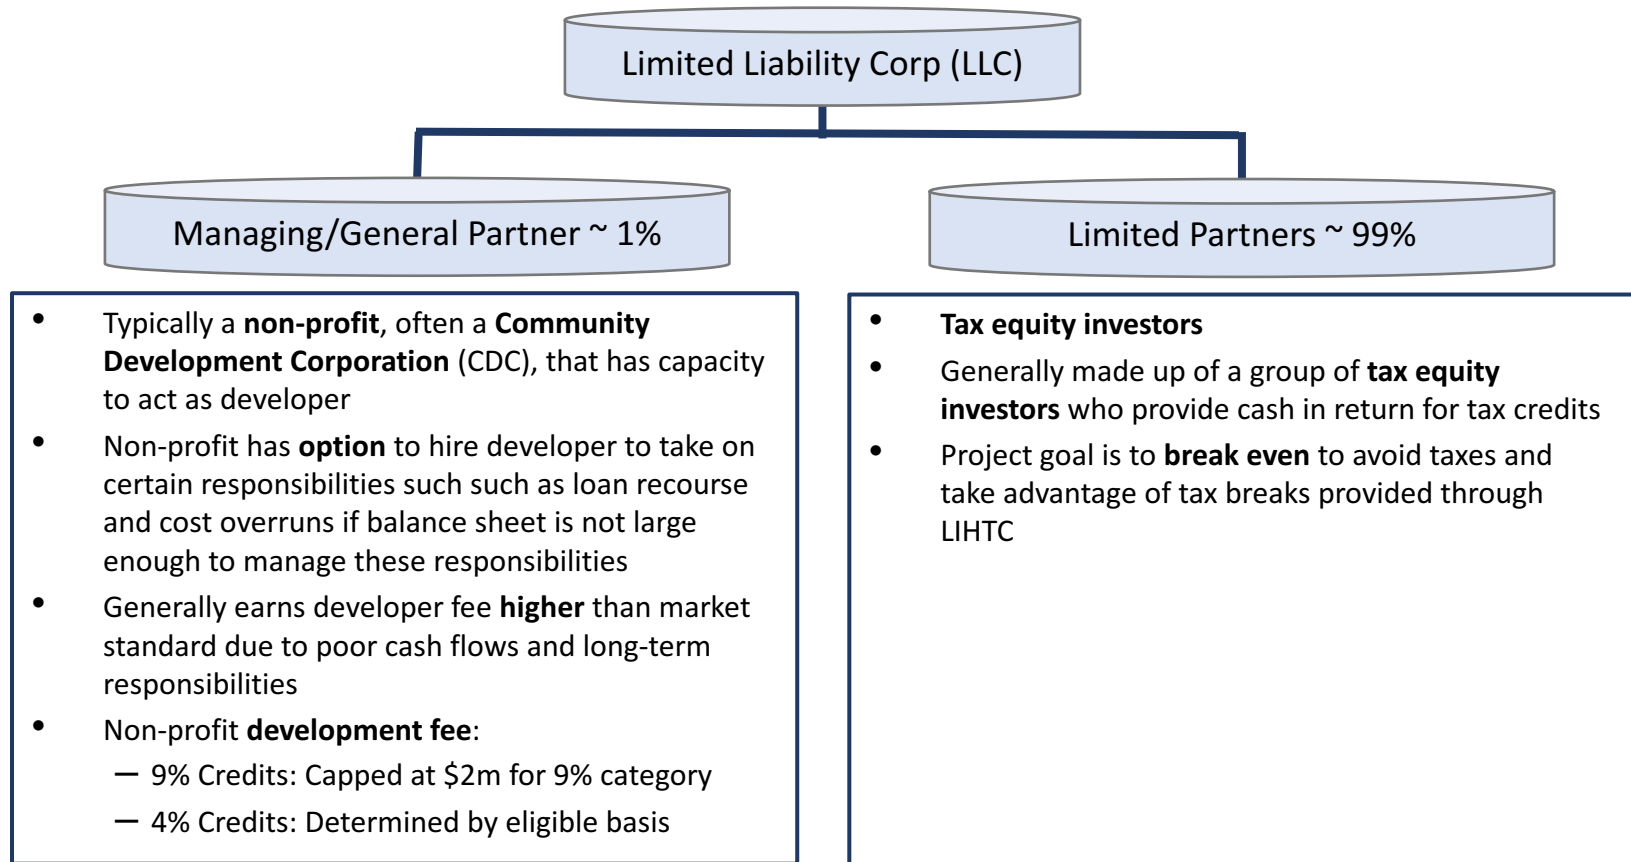 Limited Liability Corp (LLC)
Managing/General Partner ~ 1%
Limited Partners ~ 99%
• Typically a non-profit, often a Community
Development Corporation (CDC), that has capacity
to act as developer
• Non-profit has option to hire developer to take on
certain responsibilities such such as loan recourse
and cost overruns if balance sheet is not large
enough to manage these responsibilities
• Generally earns developer fee higher than market
standard due to poor cash flows and long-term
responsibilities
• Non-profit development fee:
— 9% Credits: Capped at $2m for 9% category
— 4% Credits: Determined by eligible basis
• Tax equity investors
• Generally made up of a group of tax equity
investors who provide cash in return for tax credits
• Project goal is to break even to avoid taxes and
take advantage of tax breaks provided through
LIHTC